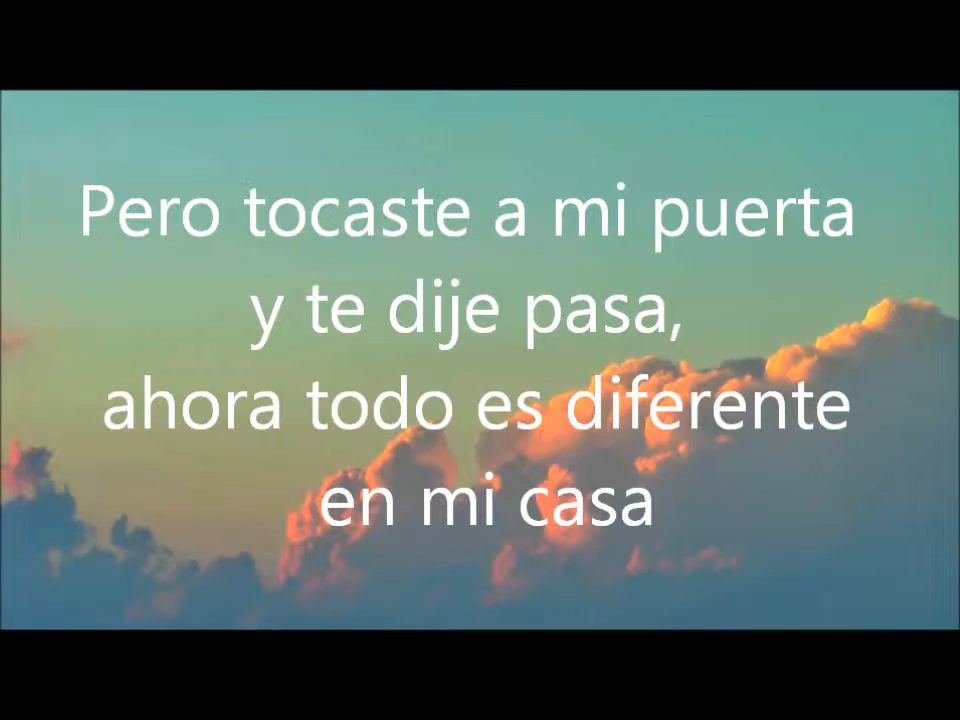 Pero tocaste a mi puerta
y te dije pasa,
ahora todo es diferente
en mi casa